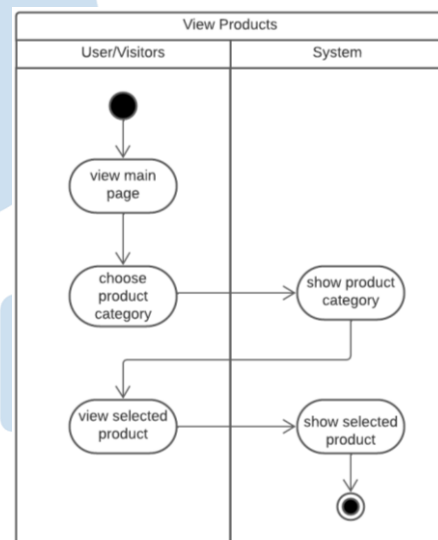 View Products
User/Visitors
System
view main
page
choose
product
category
show product
category
view selected
product
show selected
product